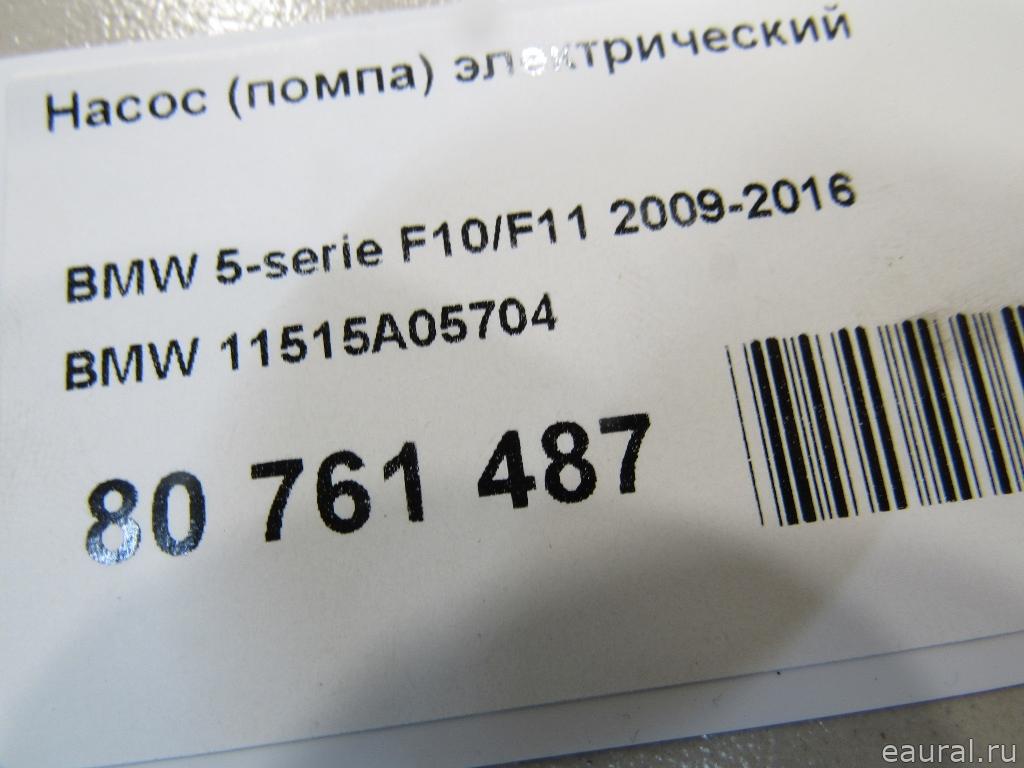 Насос (помпа) электрический
BMW 5-serie F10/F11 2009-2016
BMW 11515A05704
80 761 487
eaural.ru